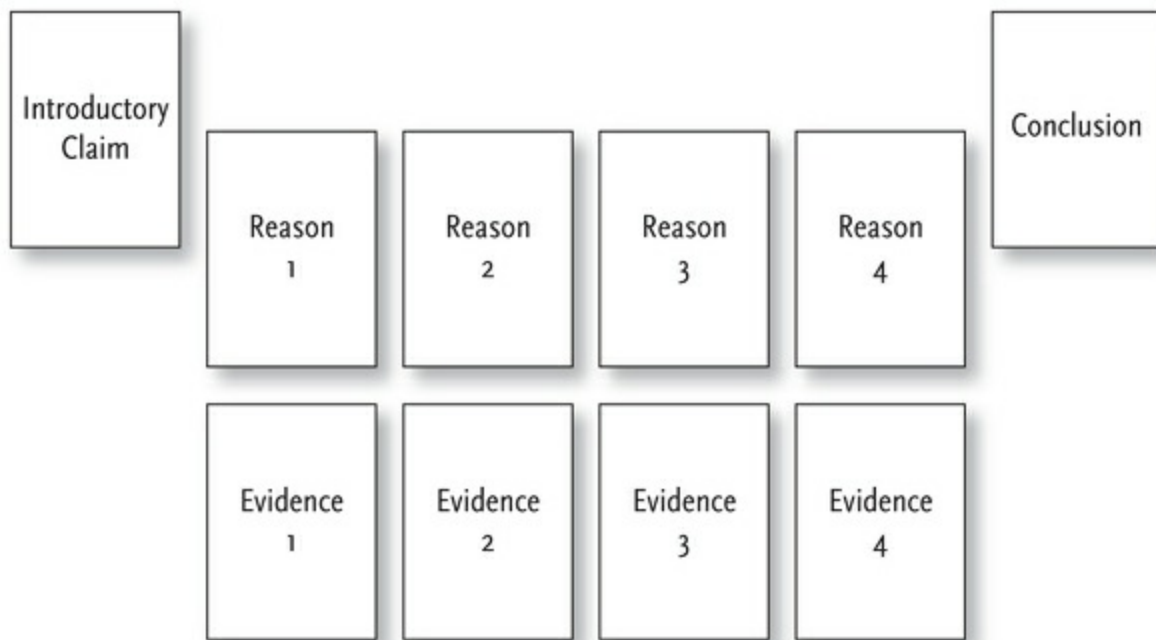 Introductory
Claim
Conclusion
Reason
1
Reason
2
Reason
3
Reason
4
Evidence
1
Evidence
2
Evidence
3
Evidence
4